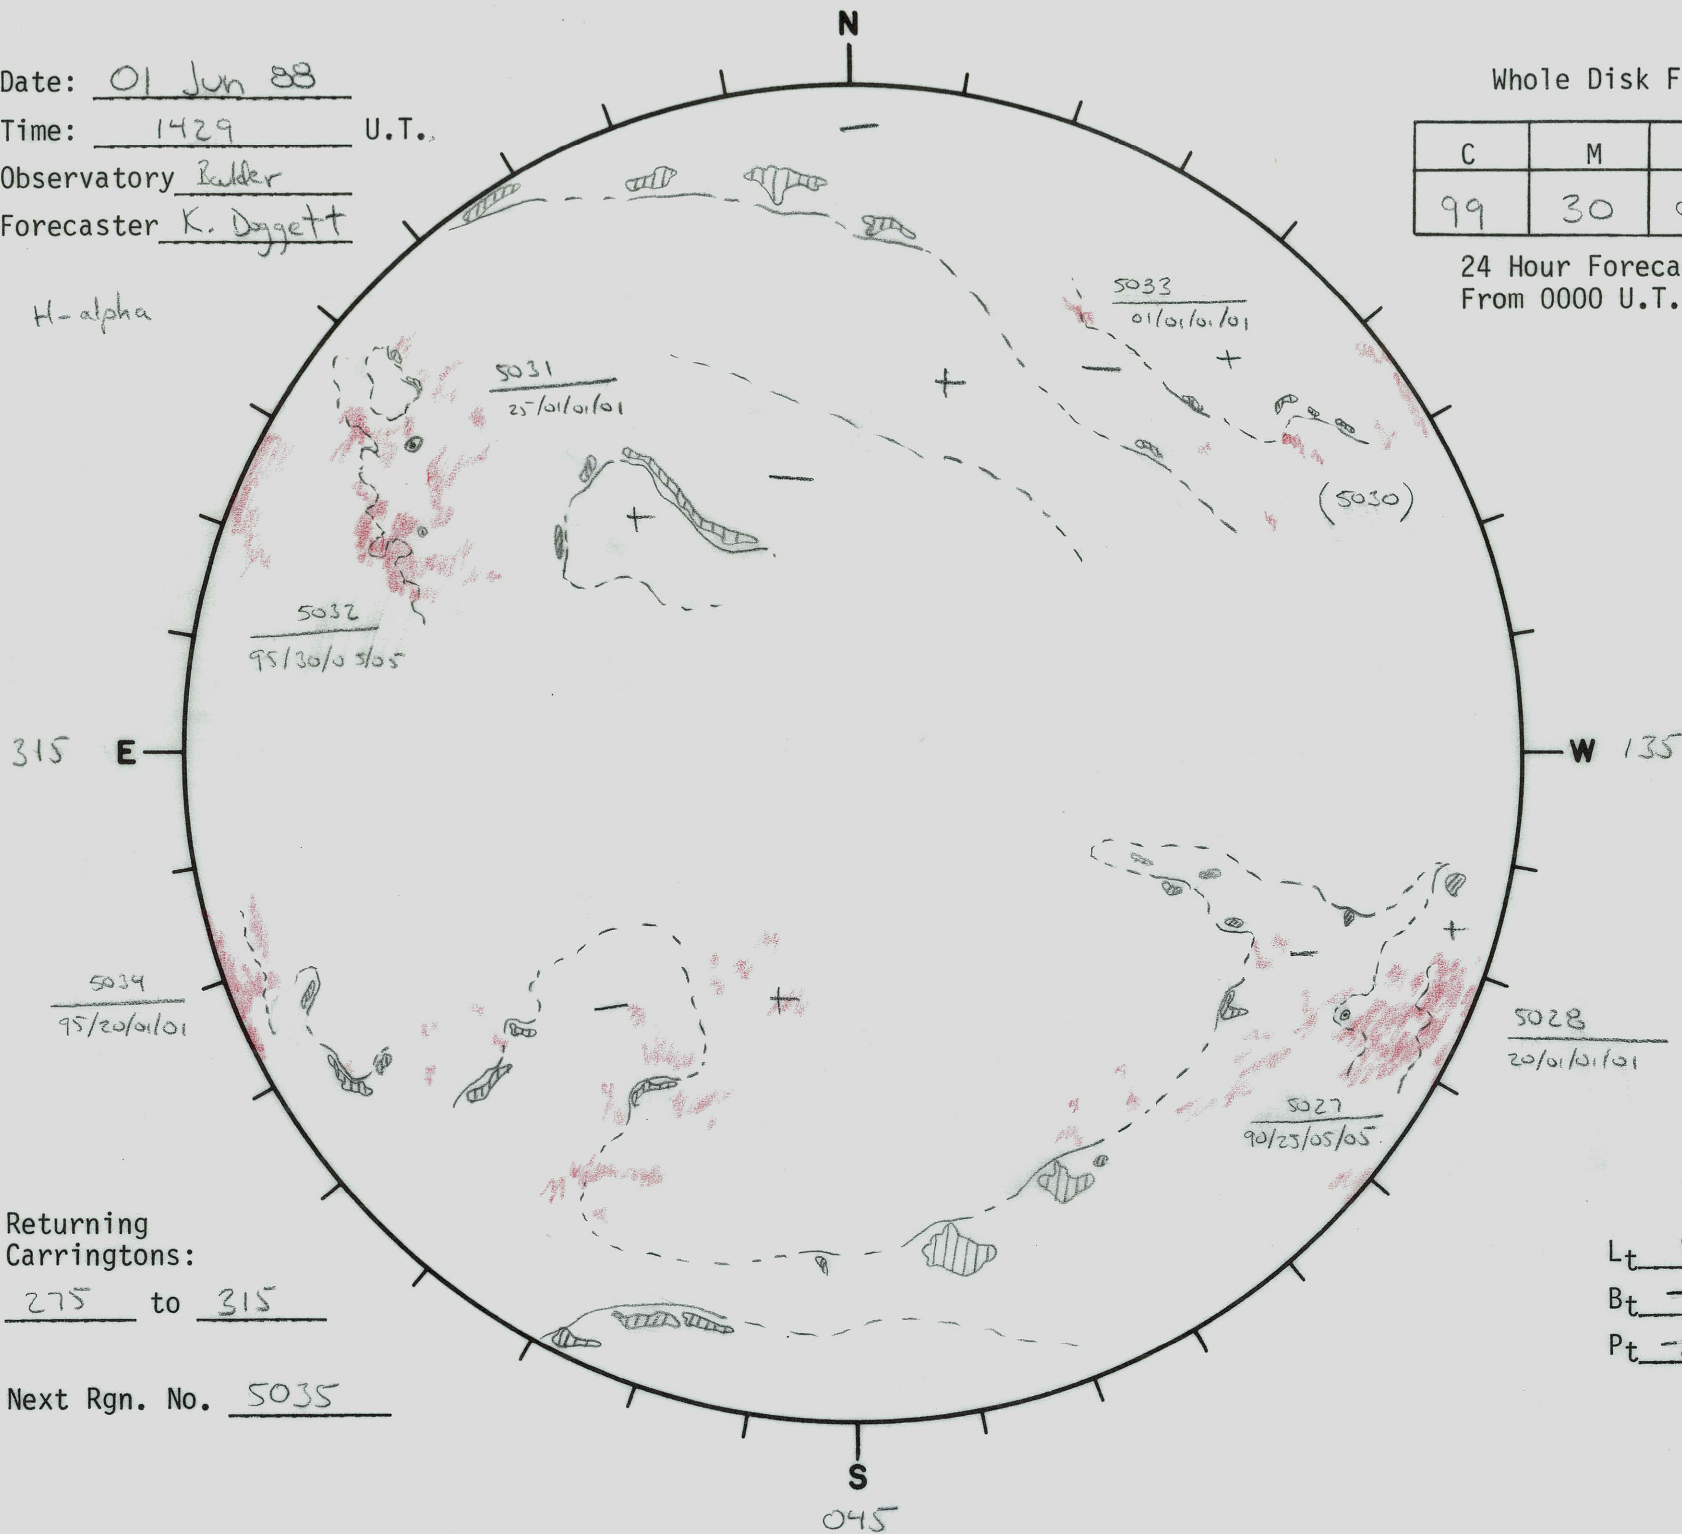 N
Date: 01 Jun 88
Time: 1429 U.T.
Observatory Boulder
Forecaster K. Doggett
H-alpha
Whole Disk F
C M
99 30
24 Hour Foreca
From 0000 U.T.
5033
01/01/01/01
+
-
-
+
-
5031
25/01/01/01
-
+
(5030)
5032
95/30/05/05
315 E
W 135
5034
95/20/01/01
-
+
-
+
5028
20/01/01/01
5027
90/25/05/05
Returning
Carringtons:
275 to 315
Next Rgn. No. 5035
Lt
Bt -
Pt -
S
045